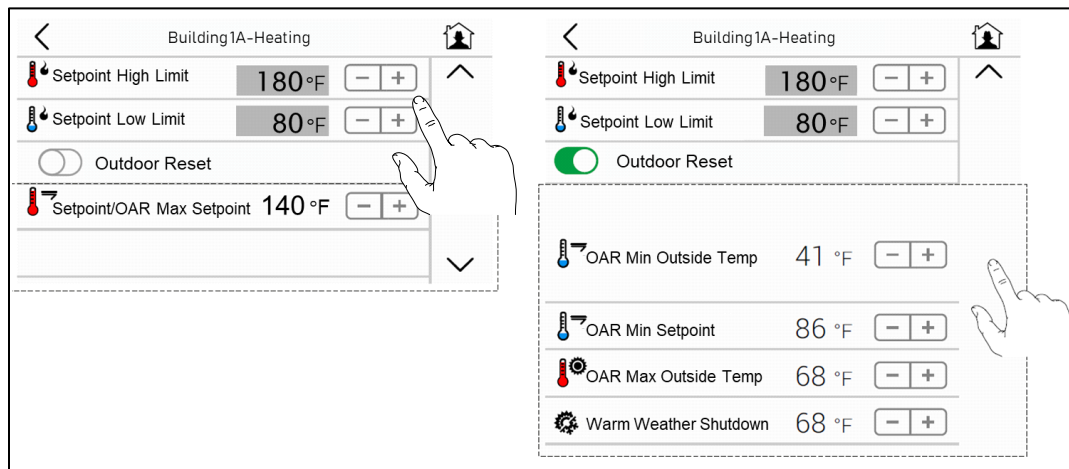 Building1A-Heating
Setpoint High Limit 180°F − +
Setpoint Low Limit 80°F − +
Outdoor Reset
Setpoint/OAR Max Setpoint 140 °F − +
Building1A-Heating
Setpoint High Limit 180°F − +
Setpoint Low Limit 80°F − +
Outdoor Reset
OAR Min Outside Temp 41 °F − +
OAR Min Setpoint 86 °F − +
OAR Max Outside Temp 68 °F − +
Warm Weather Shutdown 68 °F − +